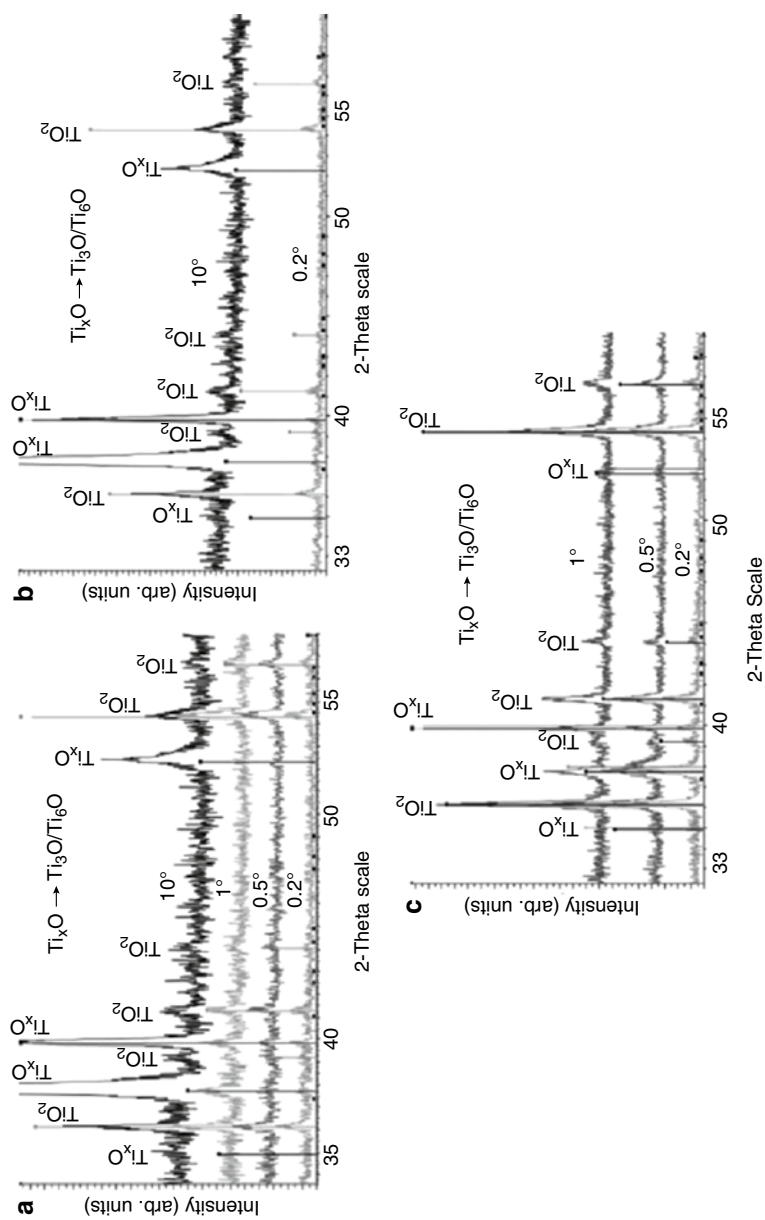 a
Intensity (arb. units)
TiₓO → Ti₃O/Ti₆O
TiₓO
TiO₂
TiₓO
TiO₂
TiₓO
TiO₂
TiO₂
TiₓO
TiO₂
TiO₂
10°
1°
0.5°
0.2°
35 40 50 55
2-Theta scale
b
Intensity (arb. units)
TiₓO → Ti₃O/Ti₆O
TiₓO
TiO₂
TiₓO
TiO₂
TiₓO
TiO₂
TiO₂
TiₓO
TiO₂
TiO₂
10°
0.2°
33 40 50 55
2-Theta scale
c
Intensity (arb. units)
TiₓO → Ti₃O/Ti₆O
TiₓO
TiO₂
TiₓO
TiO₂
TiₓO
TiO₂
TiO₂
TiₓO
TiO₂
TiO₂
1°
0.5°
0.2°
33 40 50 55
2-Theta Scale